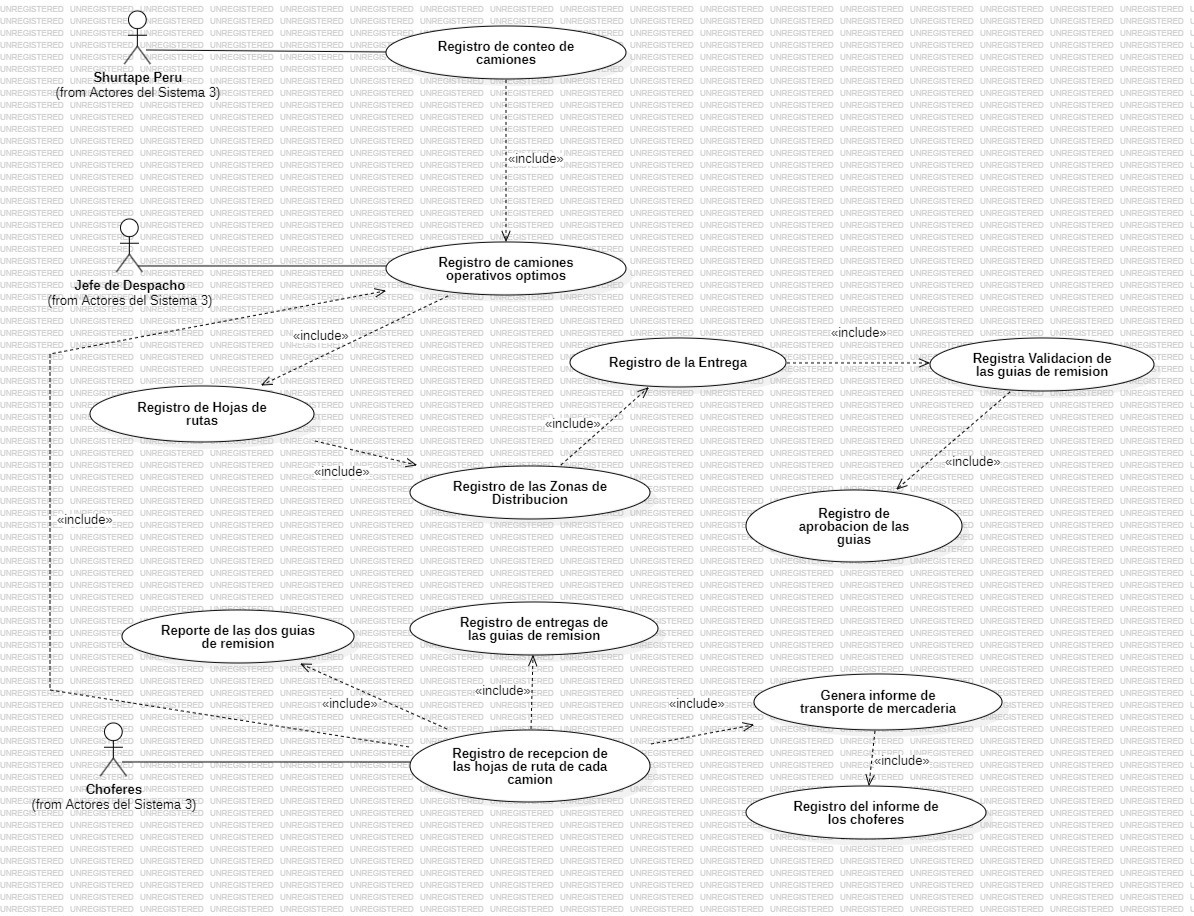 Registro de conteo de
camiones
Shurtape Peru
(from Actores del Sistema 3)
«include»
Registro de camiones
operativos optimos
Jefe de Despacho
(from Actores del Sistema 3)
«include»
«include»
Registro de la Entrega
Registra Validacion de
las guias de remision
Registro de Hojas de
rutas
«include»
«include»
«include»
Registro de las Zonas de
Distribucion
Registro de
aprobacion de las
guias
«include»
Reporte de las dos guias
de remision
Registro de entregas de
las guias de remision
«include»
«include»
«include»
Genera informe de
transporte de mercaderia
Registro de recepcion de
las hojas de ruta de cada
camion
«include»
Choferes
(from Actores del Sistema 3)
Registro del informe de
los choferes
UNREGISTERED